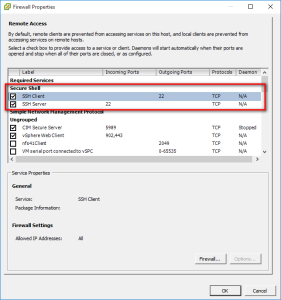 Firewall Properties
Remote Access
By default, remote clients are prevented from accessing services on this host, and local clients are prevented from accessing services on remote hosts.
Select a check box to provide access to a service or client. Daemons will start automatically when their ports are opened and stop when all of their ports are closed, or as configured.
Label Incoming Ports Outgoing Ports Protocols Daemon
Required Services
Secure Shell
SSH Client 22 TCP N/A
SSH Server 22 TCP N/A
Simple Network Management Protocol
Ungrouped
CIM Secure Server 5989 TCP Stopped
vSphere Web Client 902,443 TCP N/A
nfs41Client 2049 TCP N/A
VM serial port connected to vSPC 0-65535 TCP N/A
Service Properties
General
Service: SSH Client
Package Information:
Firewall Settings
Allowed IP Addresses: All
Firewall...
Options...
OK
Cancel